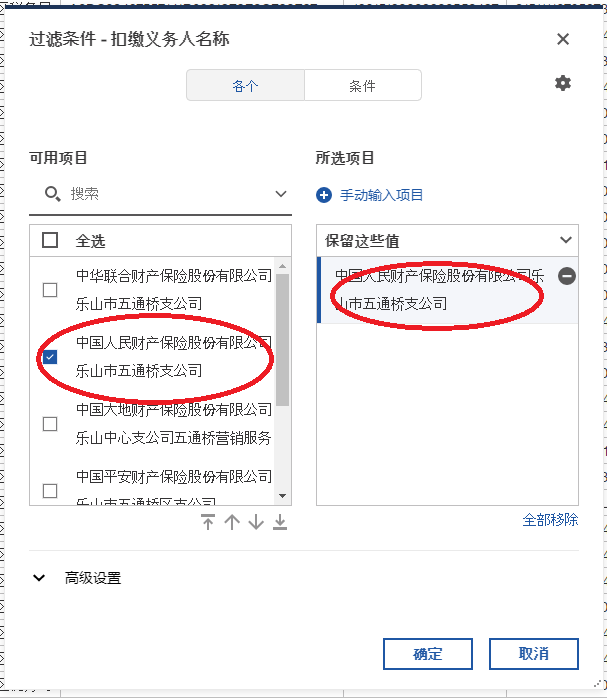 过滤条件 - 扣缴义务人名称
各个
条件
可用项目
搜索
全选
中华联合财产保险股份有限公司
乐山市五通桥支公司
中国人民财产保险股份有限公司
乐山市五通桥支公司
中国大地财产保险股份有限公司
乐山中心支公司五通桥营销服务
中国平安财产保险股份有限公司
乐山市五通桥区支公司
所选项目
手动输入项目
保留这些值
中国人民财产保险股份有限公司乐
山市五通桥支公司
全部移除
高级设置
确定
取消